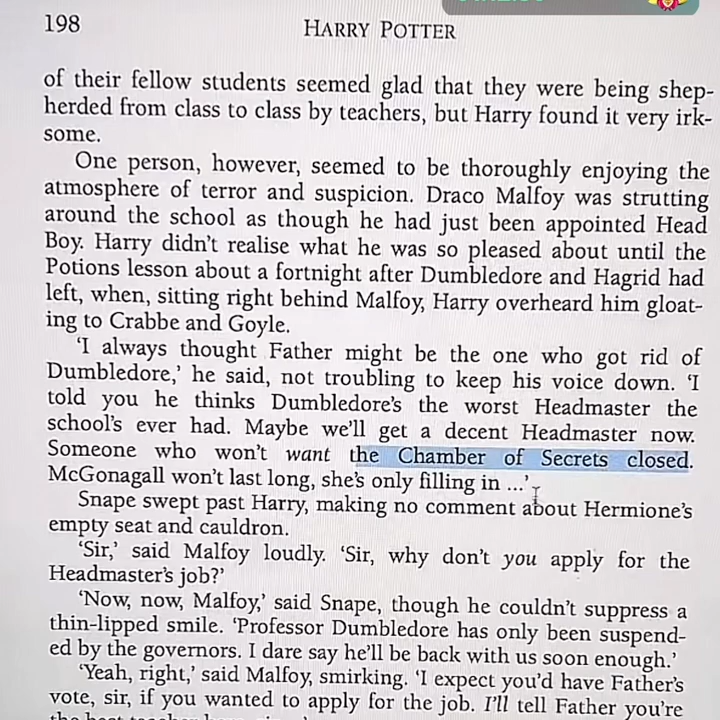 198
HARRY POTTER
of their fellow students seemed glad that they were being shep-
herded from class to class by teachers, but Harry found it very irk-
some.
One person, however, seemed to be thoroughly enjoying the
atmosphere of terror and suspicion. Draco Malfoy was strutting
around the school as though he had just been appointed Head
Boy. Harry didn't realise what he was so pleased about until the
Potions lesson about a fortnight after Dumbledore and Hagrid had
left, when, sitting right behind Malfoy, Harry overheard him gloat-
ing to Crabbe and Goyle.
‘I always thought Father might be the one who got rid of
Dumbledore,’ he said, not troubling to keep his voice down. ‘I
told you he thinks Dumbledore’s the worst Headmaster the
school’s ever had. Maybe we’ll get a decent Headmaster now.
Someone who won’t want the Chamber of Secrets closed.
McGonagall won’t last long, she’s only filling in ...’
Snape swept past Harry, making no comment about Hermione’s
empty seat and cauldron.
‘Sir,’ said Malfoy loudly. ‘Sir, why don’t you apply for the
Headmaster’s job?’
‘Now, now, Malfoy,’ said Snape, though he couldn’t suppress a
thin-lipped smile. ‘Professor Dumbledore has only been suspend-
ed by the governors. I dare say he’ll be back with us soon enough.’
‘Yeah, right,’ said Malfoy, smirking. ‘I expect you’d have Father’s
vote, sir, if you wanted to apply for the job. I’ll tell Father you’re